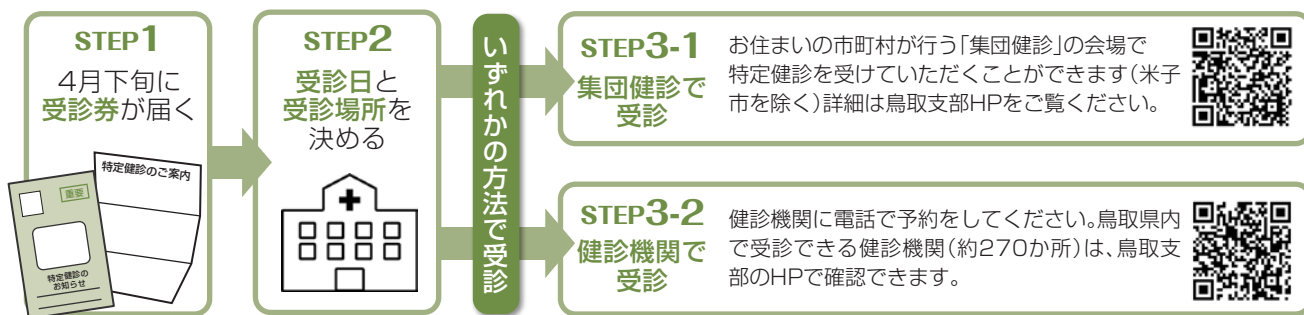 STEP1
4月下旬に
受診券が届く
重要
特定健診の
お知らせ
特定健診のご案内
STEP2
受診日と
受診場所を
決める
いずれかの方法で受診
STEP3-1
集団健診で
受診
お住まいの市町村が行う「集団健診」の会場で
特定健診を受けていただくことができます(米子
市を除く)詳細は鳥取支部HPをご覧ください。
STEP3-2
健診機関で
受診
健診機関に電話で予約をしてください。鳥取県内
で受診できる健診機関(約270か所)は、鳥取支
部のHPで確認できます。